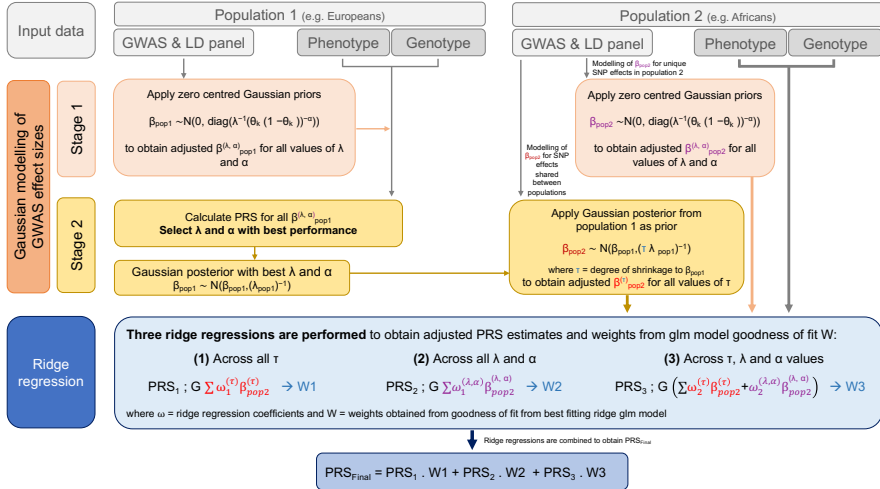 Input data
Population 1 (e.g. Europeans)
GWAS & LD panel
Phenotype
Genotype
Population 2 (e.g. Africans)
GWAS & LD panel
Phenotype
Genotype
Modelling of βpop2 for unique
SNP effects in population 2
Gaussian modelling of
GWAS effect sizes
Stage 1
Apply zero centred Gaussian priors
βpop1 ~N(0, diag(λ⁻¹(θk (1 −θk ))⁻ᵅ))
to obtain adjusted β⁽λ, α⁾pop1 for all values of λ
and α
Apply zero centred Gaussian priors
βpop2 ~N(0, diag(λ⁻¹(θk (1 −θk ))⁻ᵅ))
to obtain adjusted β⁽λ, α⁾pop2 for all
values of λ and α
Modelling
of βpop2
for SNP
effects
shared
between
populations
Stage 2
Calculate PRS for all β⁽λ, α⁾pop1
Select λ and α with best performance
Gaussian posterior with best λ and α
βpop1 ~ N(βpop1,(λpop1)⁻¹)
Apply Gaussian posterior from
population 1 as prior
βpop2 ~ N(βpop1,(τ λ pop1)⁻¹)
where τ = degree of shrinkage to βpop1
to obtain adjusted β⁽τ⁾pop2 for all values of τ
Ridge
regression
Three ridge regressions are performed to obtain adjusted PRS estimates and weights from glm model goodness of fit W:
(1) Across all τ
(2) Across all λ and α
(3) Across τ, λ and α values
PRS₁ ; G ∑ω₁⁽τ⁾β⁽τ⁾pop2 → W1
PRS₂ ; G ∑ω₁⁽λ,α⁾β⁽λ, α⁾pop2 → W2
PRS₃ ; G (∑ω₂⁽τ⁾β⁽τ⁾pop2+ω₂⁽λ,α⁾β⁽λ, α⁾pop2) → W3
where ω = ridge regression coefficients and W = weights obtained from goodness of fit from best fitting ridge glm model
Ridge regressions are combined to obtain PRSFinal
PRSFinal = PRS₁ . W1 + PRS₂ . W2 + PRS₃ . W3